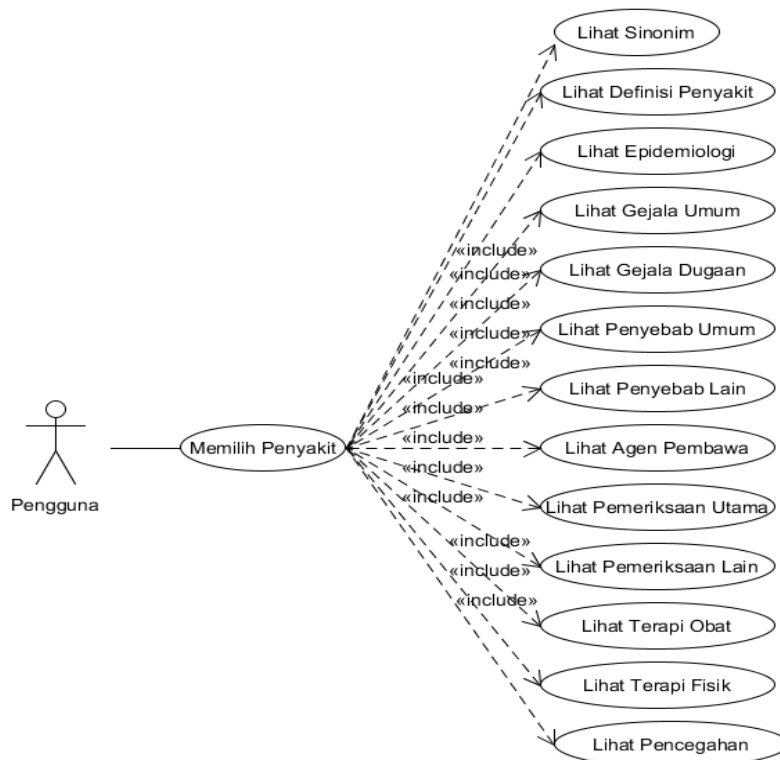 Lihat Sinonim
Lihat Definisi Penyakit
Lihat Epidemiologi
Lihat Gejala Umum
«include»
Lihat Gejala Dugaan
«include»
«include»
Lihat Penyebab Umum
«include»
«include»
«include»
Lihat Penyebab Lain
«include»
Memilih Penyakit
Lihat Agen Pembawa
«include»
«include»
Pengguna
Lihat Pemeriksaan Utama
«include»
Lihat Pemeriksaan Lain
«include»
«include»
Lihat Terapi Obat
Lihat Terapi Fisik
Lihat Pencegahan